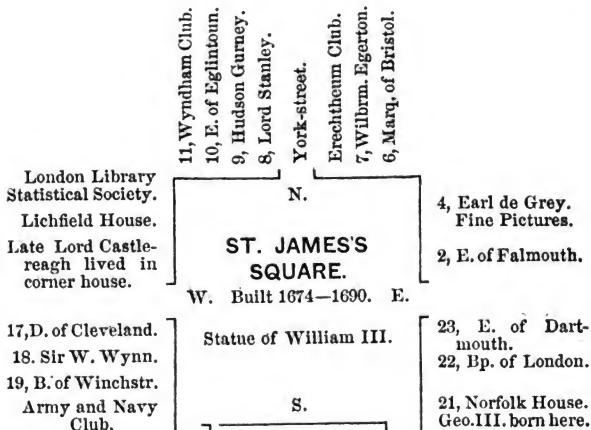 11, Wyndham Club.
10, E. of Eglintoun.
9, Hudson Gurney.
8, Lord Stanley.
York-street.
Erechtheum Club.
7, Wilbrm. Egerton.
6, Marq, of Bristol.
London Library
Statistical Society.
Lichfield House.
Late Lord Castle-
reagh lived in
corner house.
N.
ST. JAMES'S
SQUARE.
W. Built 1674—1690. E.
Statue of William III.
S.
4, Earl de Grey.
Fine Pictures.
2, E. of Falmouth.
17, D. of Cleveland.
18. Sir W. Wynn.
19, B. of Winchstr.
Army and Navy
Club.
23, E. of Dart-
mouth.
22, Bp. of London.
21, Norfolk House.
Geo. III. born here.